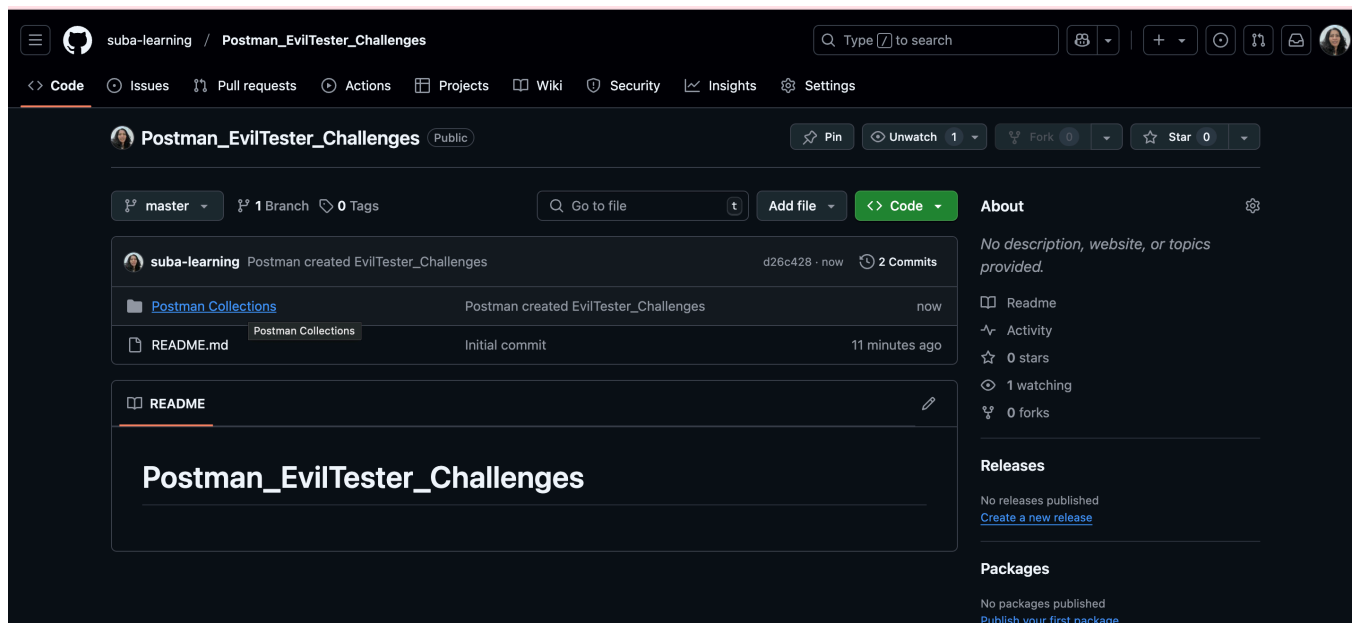 suba-learning / Postman_EvilTester_Challenges
Type / to search
Code Issues Pull requests Actions Projects Wiki Security Insights Settings
Postman_EvilTester_Challenges Public
Pin Unwatch 1 Fork 0 Star 0
master 1 Branch 0 Tags Go to file t Add file Code
suba-learning Postman created EvilTester_Challenges d26c428 · now 2 Commits
Postman Collections Postman created EvilTester_Challenges now
Postman Collections
README.md Initial commit 11 minutes ago
README
Postman_EvilTester_Challenges
About
No description, website, or topics
provided.
Readme
Activity
0 stars
1 watching
0 forks
Releases
No releases published
Create a new release
Packages
No packages published
Publish your first package